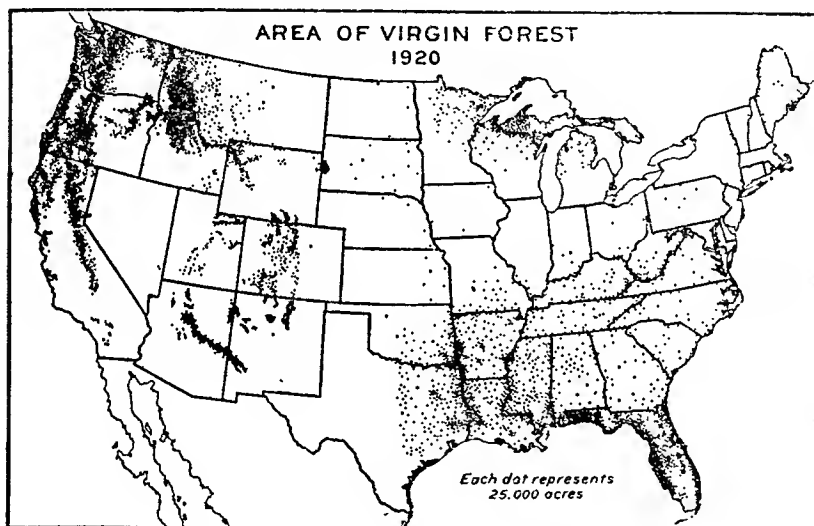 AREA OF VIRGIN FOREST
1920
Each dot represents
25,000 acres